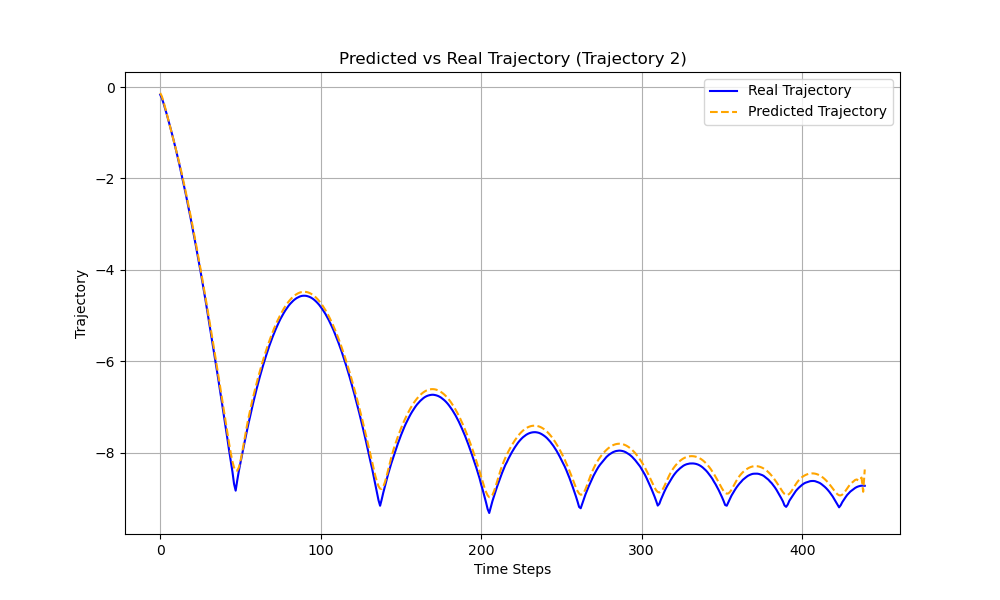 Predicted vs Real Trajectory (Trajectory 2)
Real Trajectory
Predicted Trajectory
Trajectory
0
−2
−4
−6
−8
0 100 200 300 400
Time Steps